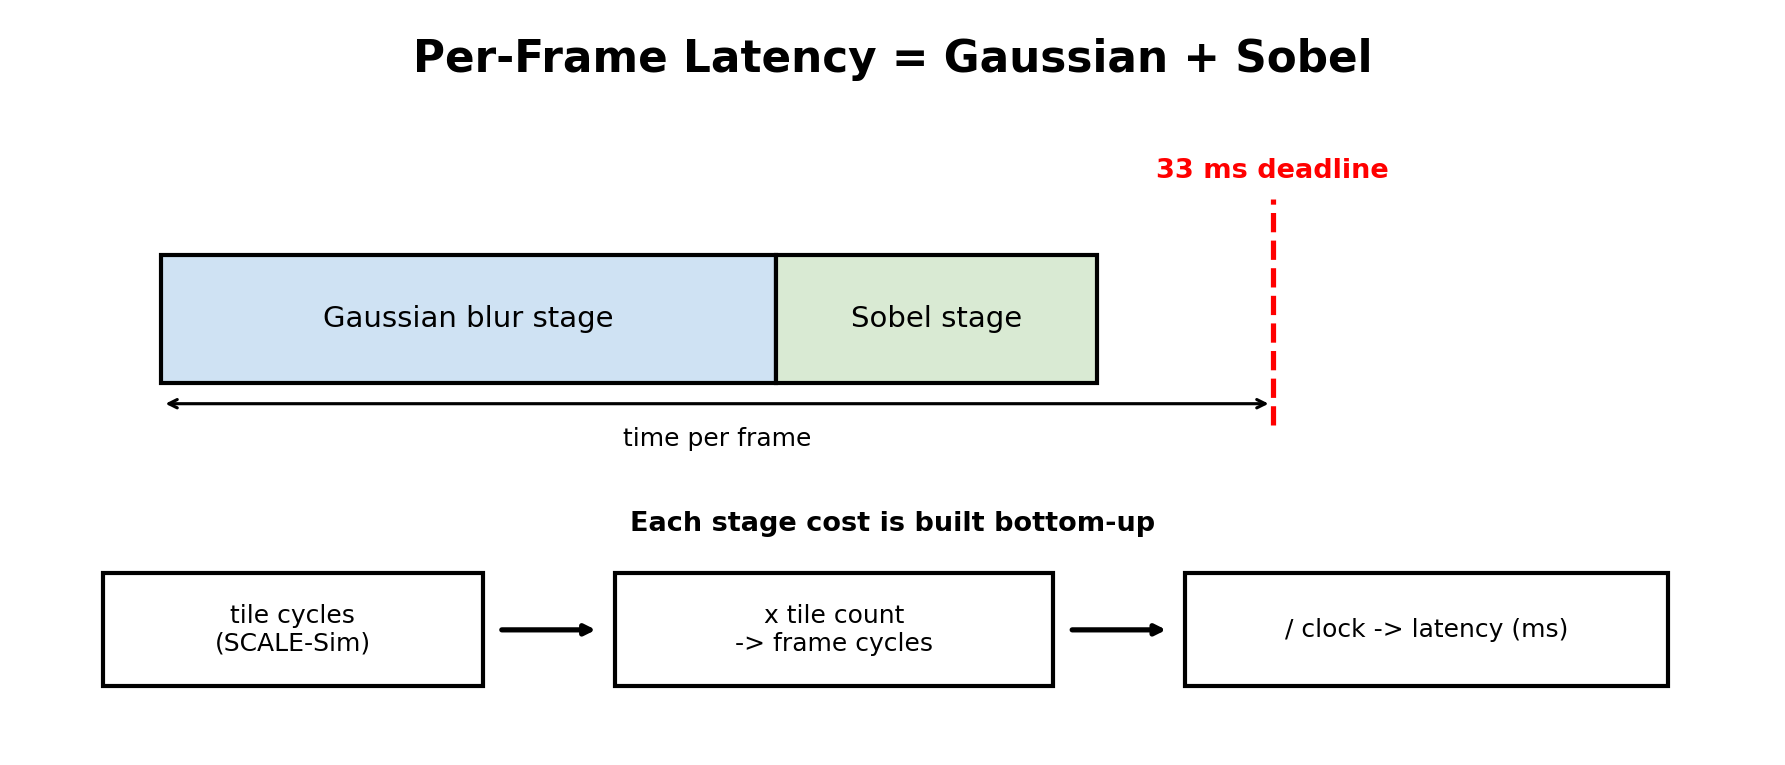 Per-Frame Latency = Gaussian + Sobel
33 ms deadline
Gaussian blur stage
Sobel stage
time per frame
Each stage cost is built bottom-up
tile cycles
(SCALE-Sim)
x tile count
-> frame cycles
/ clock -> latency (ms)